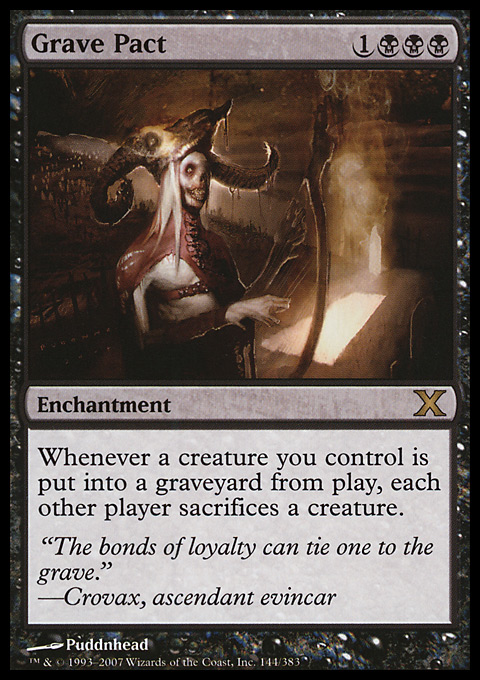 Grave Pact 1
Enchantment X
Whenever a creature you control is
put into a graveyard from play, each
other player sacrifices a creature.
“The bonds of loyalty can tie one to the
grave.”
—Crovax, ascendant evincar
Puddnhead
™ & © 1993–2007 Wizards of the Coast, Inc. 144/383